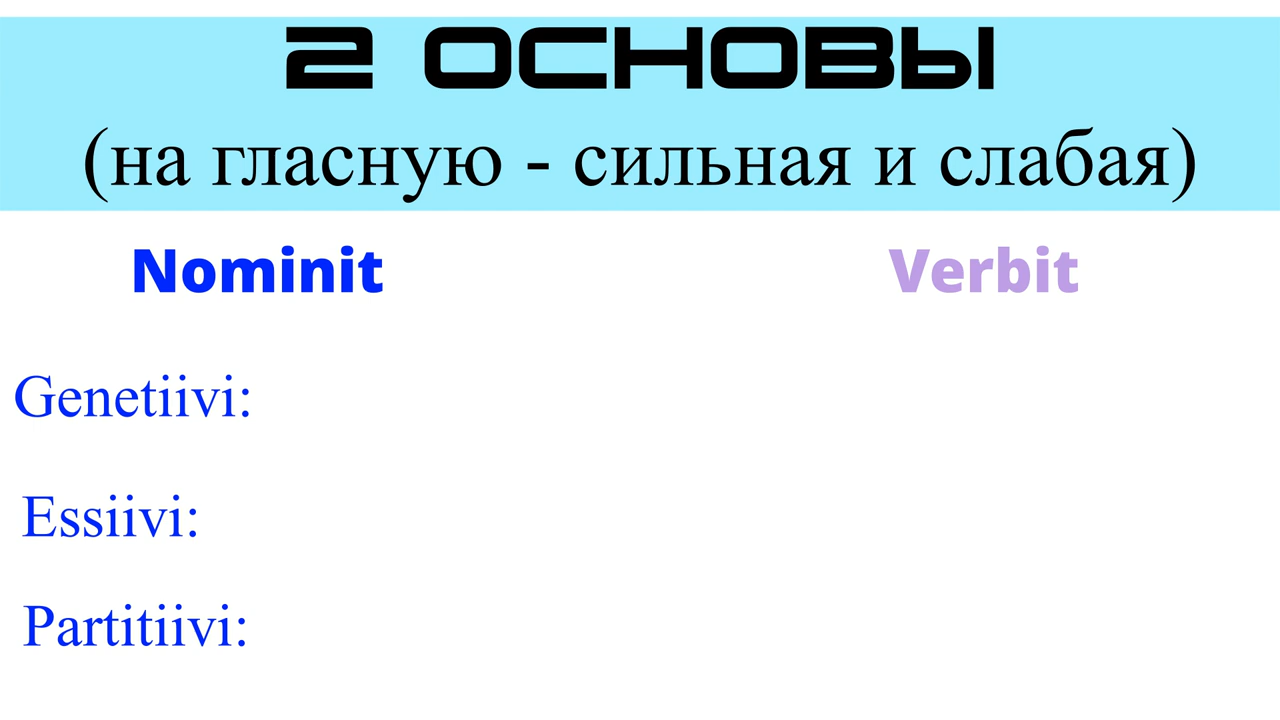 2 ОСНОВЫ
(на гласную - сильная и слабая)
Nominit
Verbit
Genetiivi:
Essiivi:
Partitiivi: